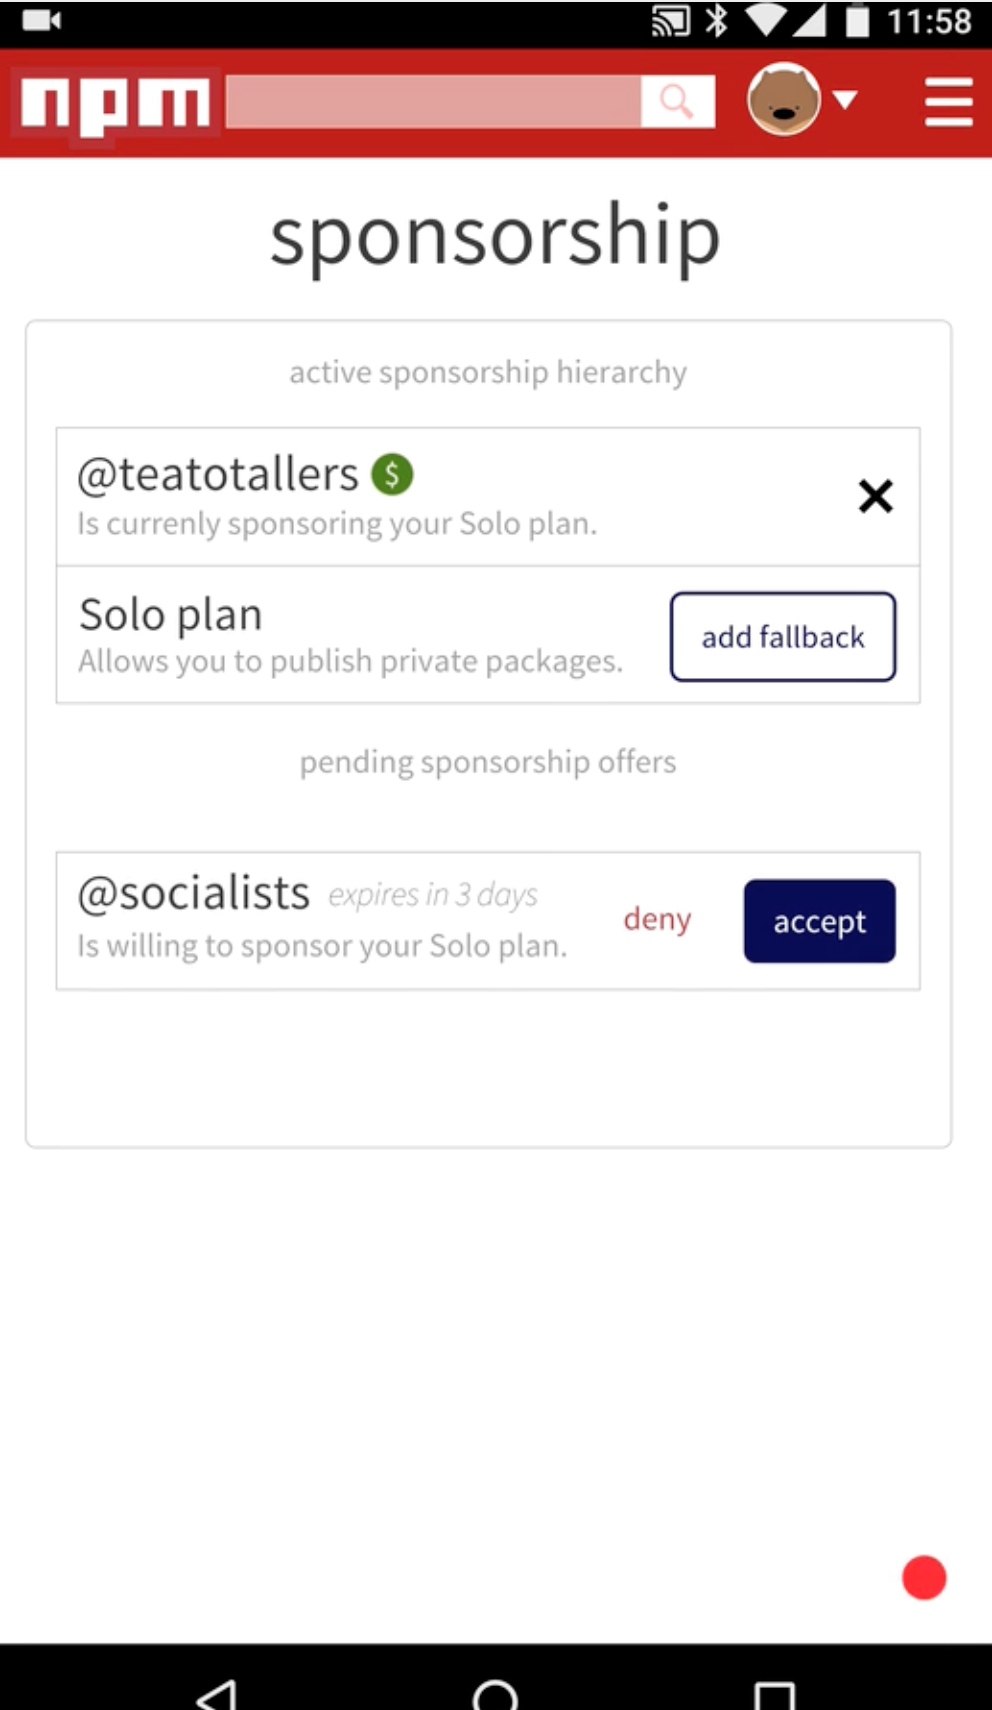 11:58
npm
sponsorship
active sponsorship hierarchy
@teatotallers $
Is currenly sponsoring your Solo plan.
Solo plan
Allows you to publish private packages.
add fallback
pending sponsorship offers
@socialists expires in 3 days
Is willing to sponsor your Solo plan.
deny
accept